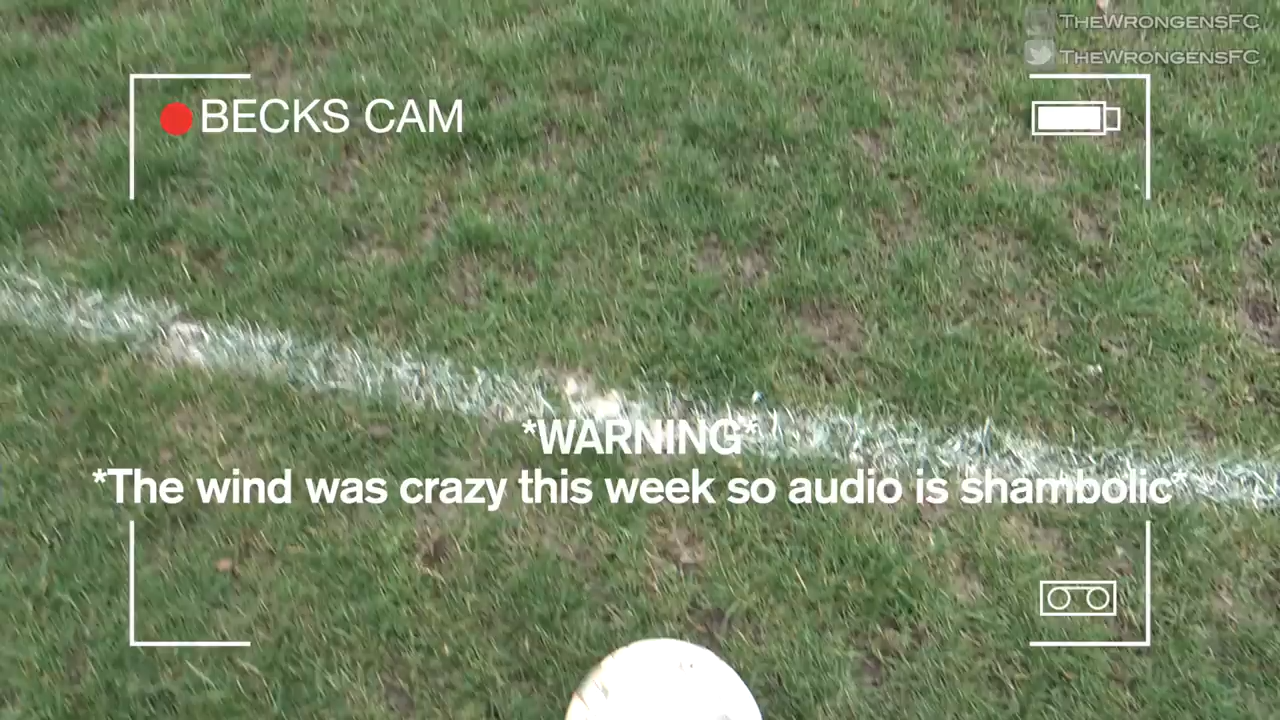 TheWrongensFC
TheWrongensFC
BECKS CAM
*WARNING*
*The wind was crazy this week so audio is shambolic*